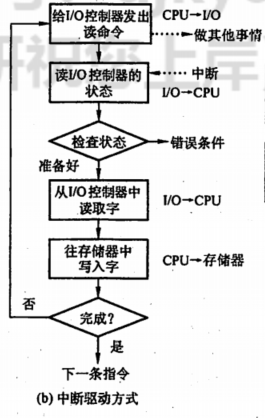 给I/O控制器发出
读命令
CPU→I/O
做其他事情
读I/O控制器的
状态
中断
I/O→CPU
检查状态
错误条件
准备好
从I/O控制器中
读取字
I/O→CPU
往存储器中
写入字
CPU→存储器
否
完成?
是
下一条指令
(b) 中断驱动方式